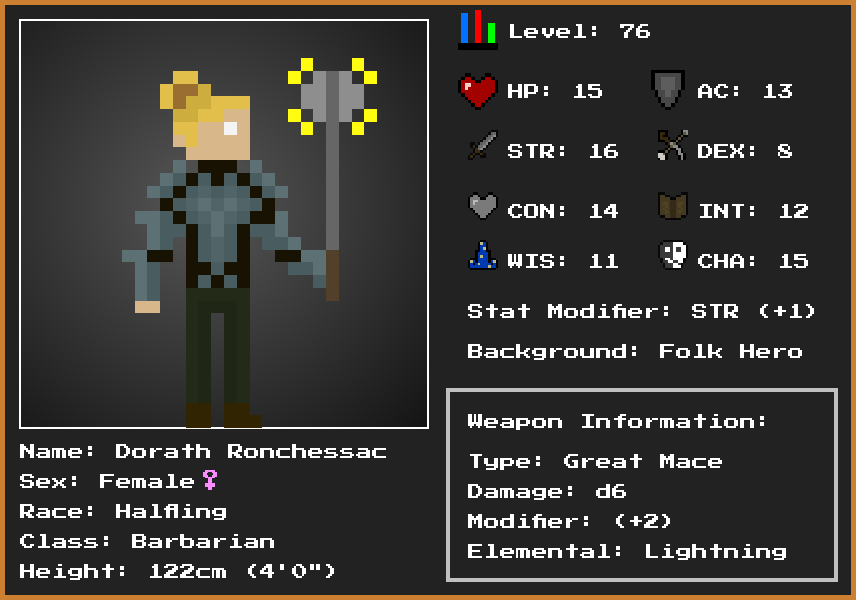 Level: 76
HP: 15
AC: 13
STR: 16
DEX: 8
CON: 14
INT: 12
WIS: 11
CHA: 15
Stat Modifier: STR (+1)
Background: Folk Hero
Weapon Information:
Type: Great Mace
Damage: d6
Modifier: (+2)
Elemental: Lightning
Name: Dorath Ronchessac
Sex: Female♀
Race: Halfling
Class: Barbarian
Height: 122cm (4'0")